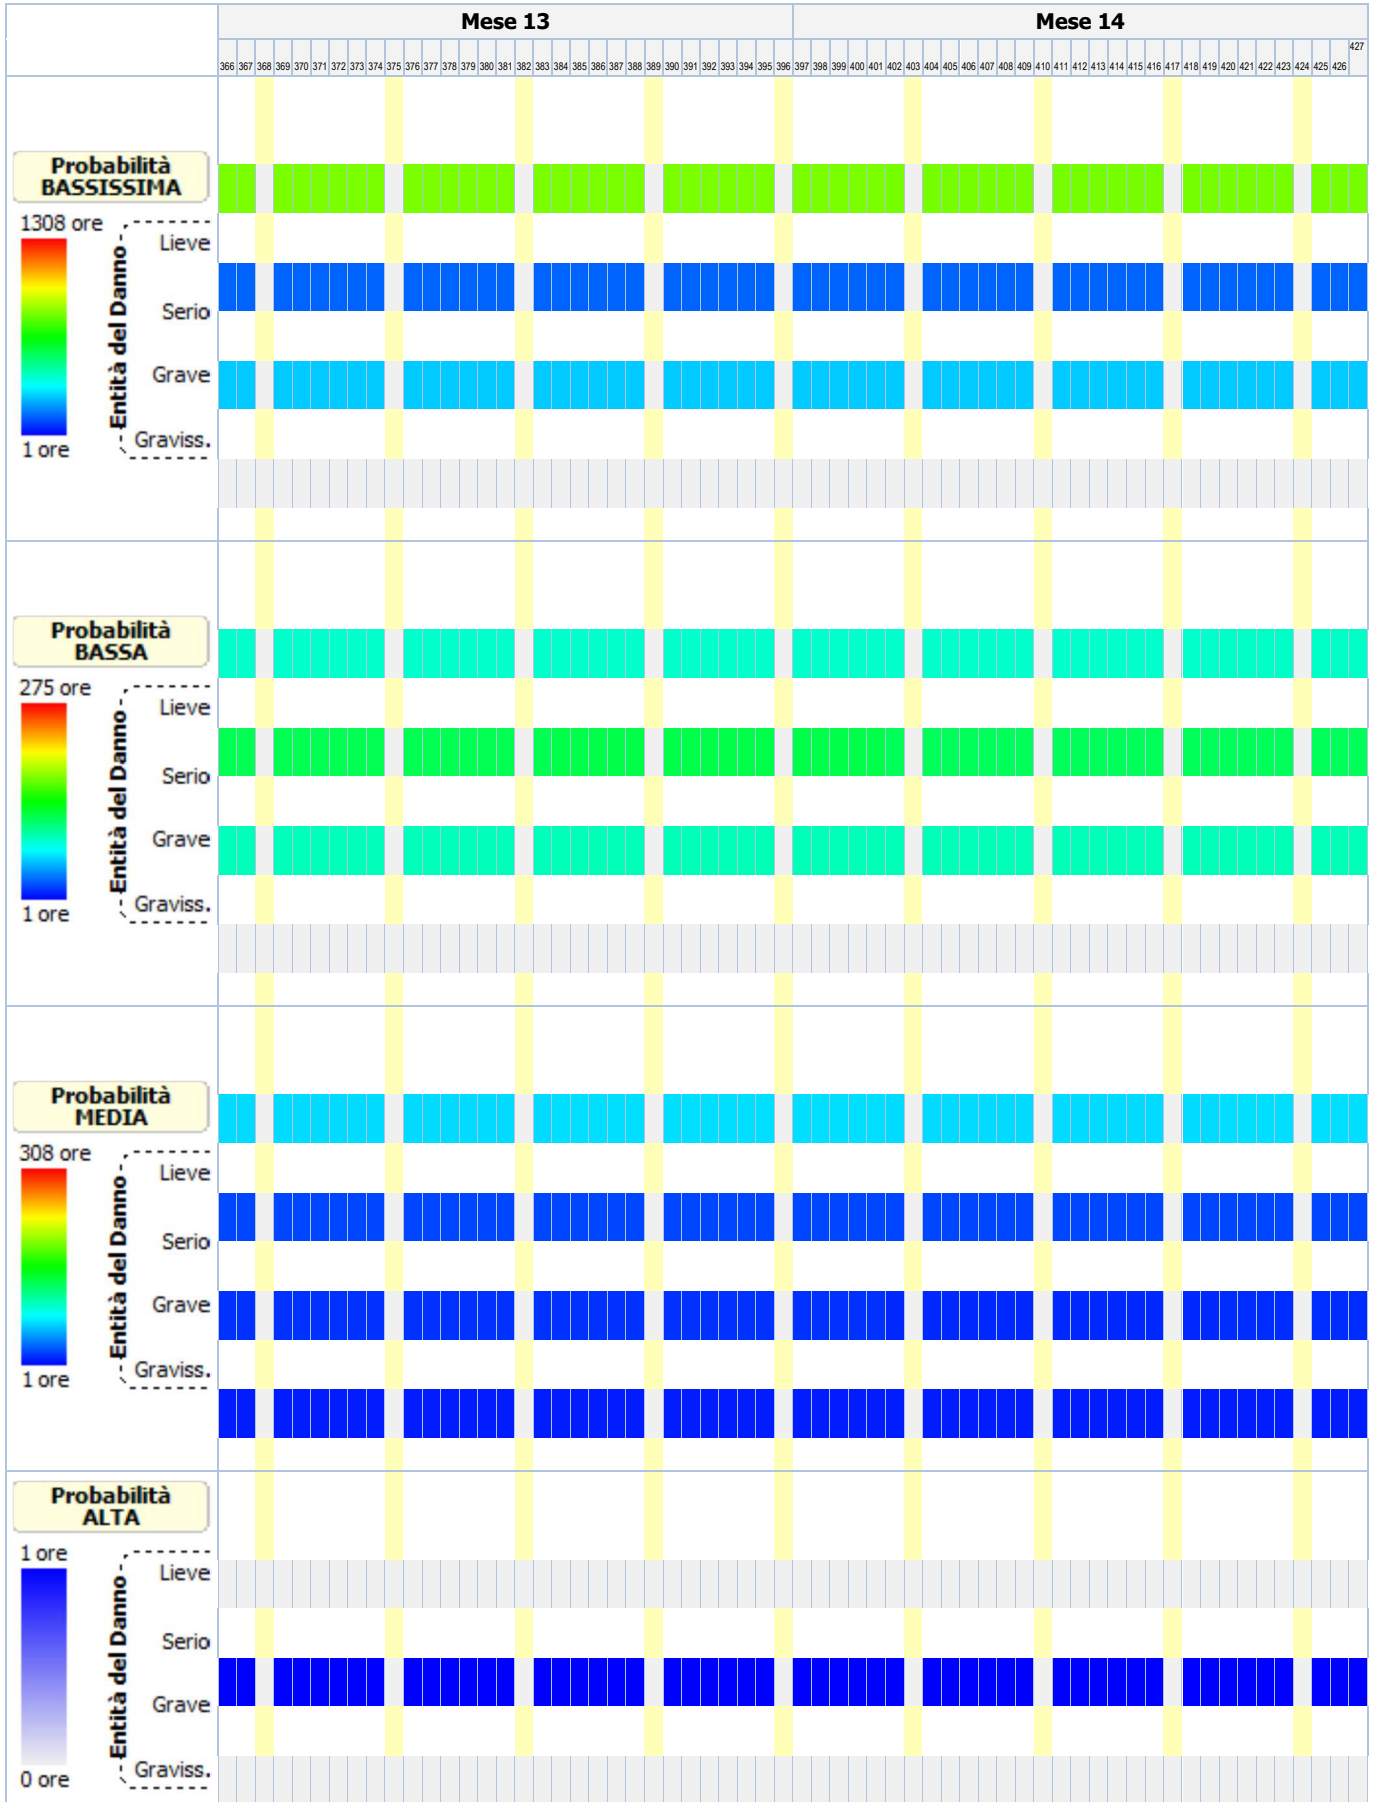 Mese 13 Mese 14
427
366 367 368 369 370 371 372 373 374 375 376 377 378 379 380 381 382 383 384 385 386 387 388 389 390 391 392 393 394 395 396 397 398 399 400 401 402 403 404 405 406 407 408 409 410 411 412 413 414 415 416 417 418 419 420 421 422 423 424 425 426
Probabilità
BASSISSIMA
1308 ore
Entità del Danno
Lieve
Serio
Grave
Graviss.
1 ore
Probabilità
BASSA
275 ore
Entità del Danno
Lieve
Serio
Grave
Graviss.
1 ore
Probabilità
MEDIA
308 ore
Entità del Danno
Lieve
Serio
Grave
Graviss.
1 ore
Probabilità
ALTA
1 ore
Entità del Danno
Lieve
Serio
Grave
Graviss.
0 ore